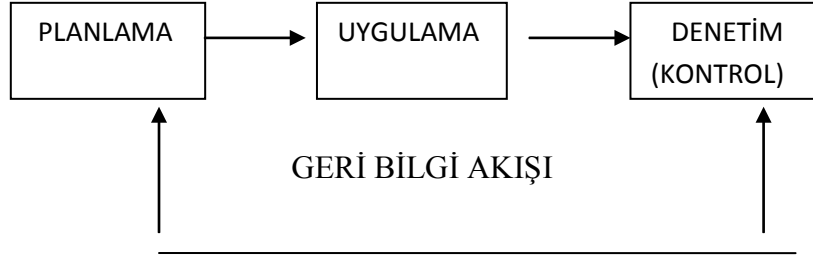 PLANLAMA
UYGULAMA
DENETİM
(KONTROL)
GERİ BİLGİ AKIŞI